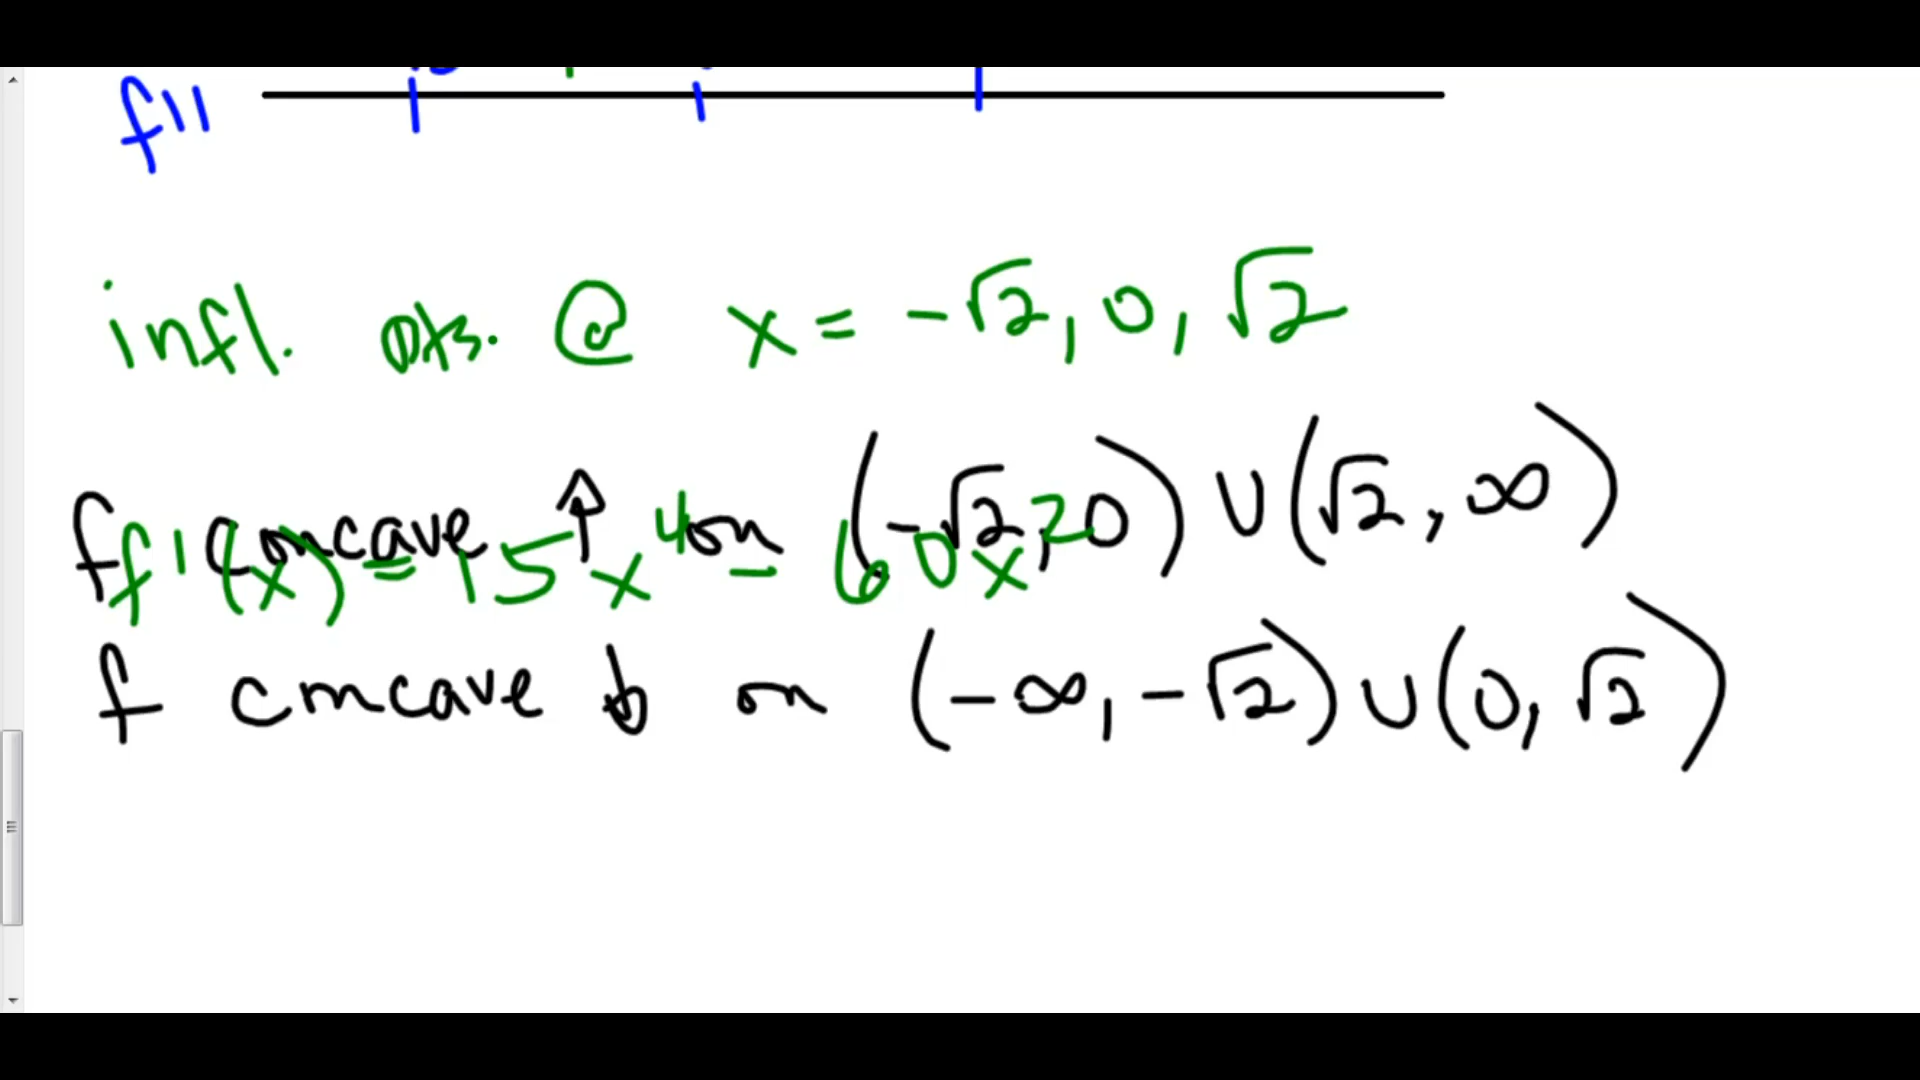 f''
infl. pts. @ x = -√2, 0, √2
f concave ↑ on (-√2, 0) ∪ (√2, ∞)
f'(x) = 15x⁴ - 60x²
f concave ↓ on (-∞, -√2) ∪ (0, √2)